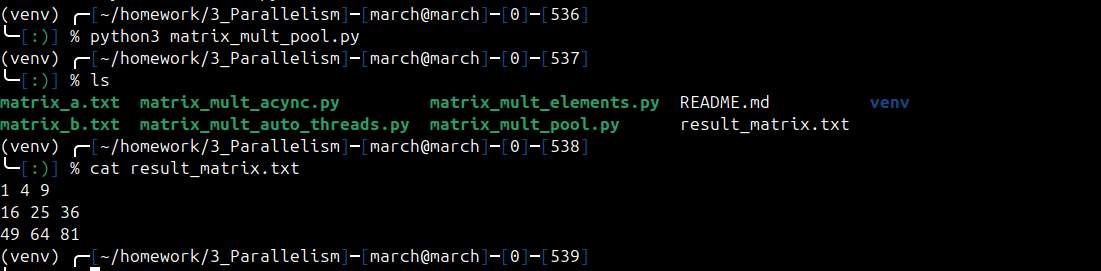 (venv) ╭─[~/homework/3_Parallelism]─[march@march]─[0]─[536]
╰─[:)] % python3 matrix_mult_pool.py
(venv) ╭─[~/homework/3_Parallelism]─[march@march]─[0]─[537]
╰─[:)] % ls
matrix_a.txt  matrix_mult_acync.py         matrix_mult_elements.py  README.md          venv
matrix_b.txt  matrix_mult_auto_threads.py  matrix_mult_pool.py      result_matrix.txt
(venv) ╭─[~/homework/3_Parallelism]─[march@march]─[0]─[538]
╰─[:)] % cat result_matrix.txt
1 4 9
16 25 36
49 64 81
(venv) ╭─[~/homework/3_Parallelism]─[march@march]─[0]─[539]